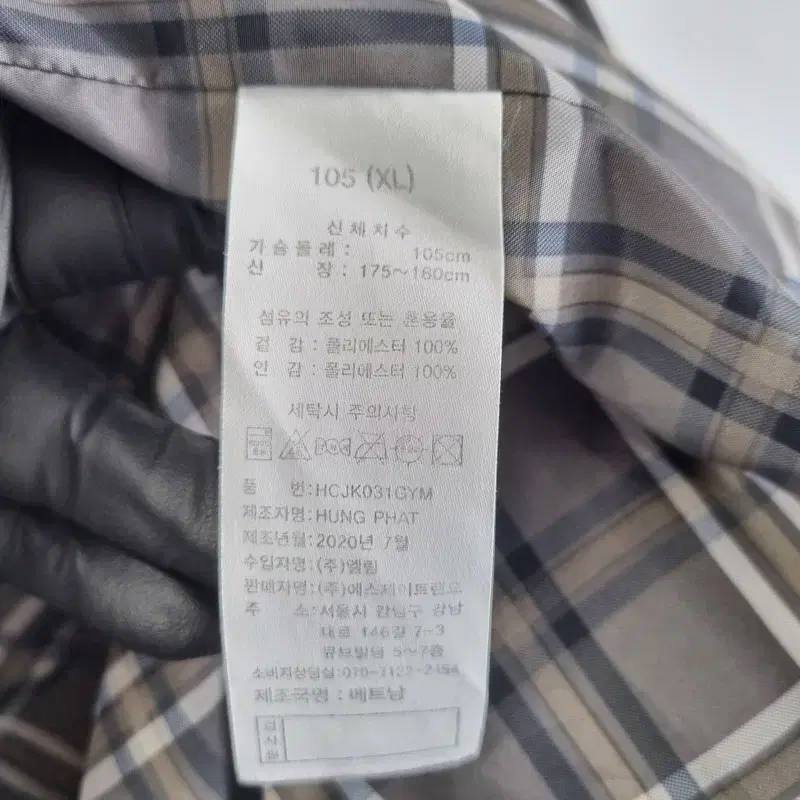 105 (XL)
신체치수
가슴둘레 : 105cm
신 장 : 175~180cm
섬유의 조성 또는 혼용율
겉 감 : 폴리에스터 100%
안 감 : 폴리에스터 100%
세탁시 주의사항
품 번:HCJK031GYM
제조자명:HUNG PHAT
제조년월:2020년 7월
수입자명:(주)엘림
판매자명:(주)에스제이트렌드
주 소:서울시 강남구 강남
대로 146길 7-3
큐브빌딩 5~7층
소비자상담실:070-7122-2454
제조국명 : 베트남